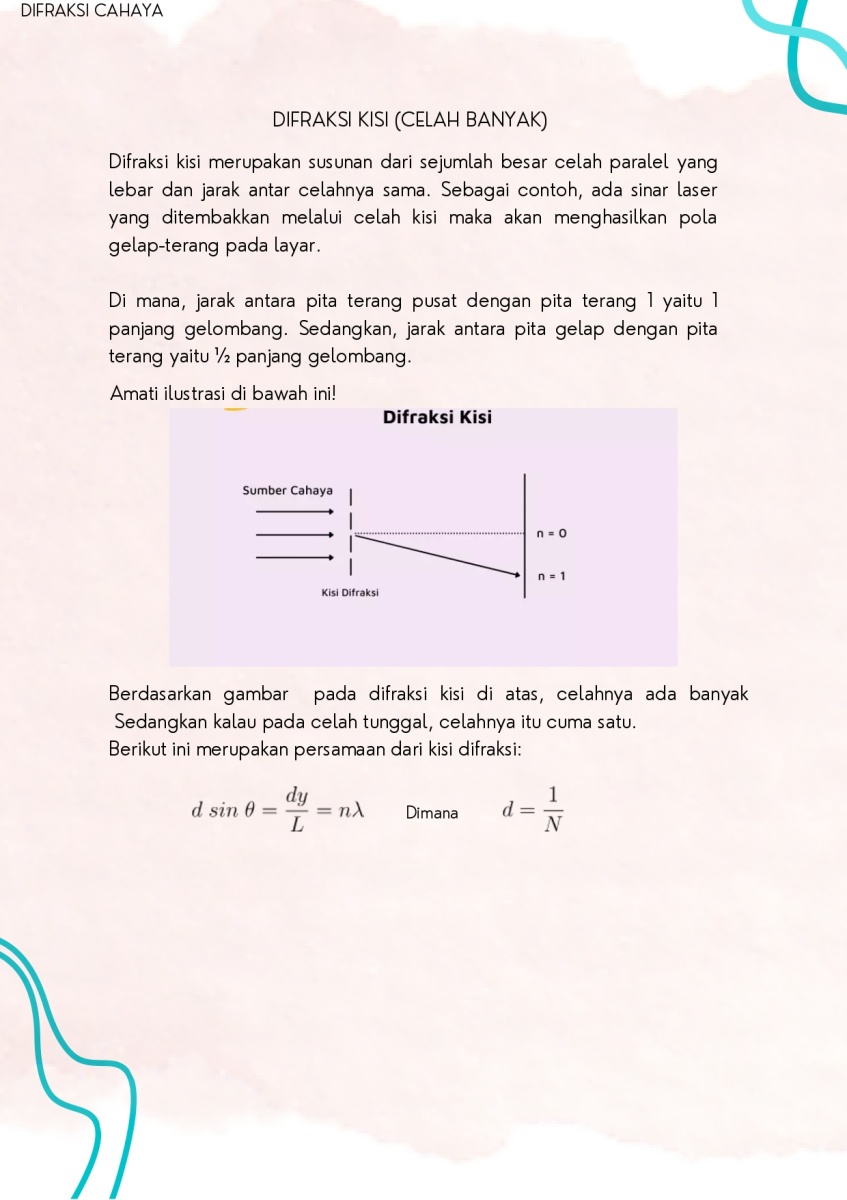 DIFRAKSI CAHAYA
DIFRAKSI KISI (CELAH BANYAK)
Difraksi kisi merupakan susunan dari sejumlah besar celah paralel yang
lebar dan jarak antar celahnya sama. Sebagai contoh, ada sinar laser
yang ditembakkan melalui celah kisi maka akan menghasilkan pola
gelap-terang pada layar.
Di mana, jarak antara pita terang pusat dengan pita terang 1 yaitu 1
panjang gelombang. Sedangkan, jarak antara pita gelap dengan pita
terang yaitu ½ panjang gelombang.
Amati ilustrasi di bawah ini!
Difraksi Kisi
Sumber Cahaya
n = 0
n = 1
Kisi Difraksi
Berdasarkan gambar pada difraksi kisi di atas, celahnya ada banyak
Sedangkan kalau pada celah tunggal, celahnya itu cuma satu.
Berikut ini merupakan persamaan dari kisi difraksi:
d sin θ = dy/L = nλ Dimana d = 1/N